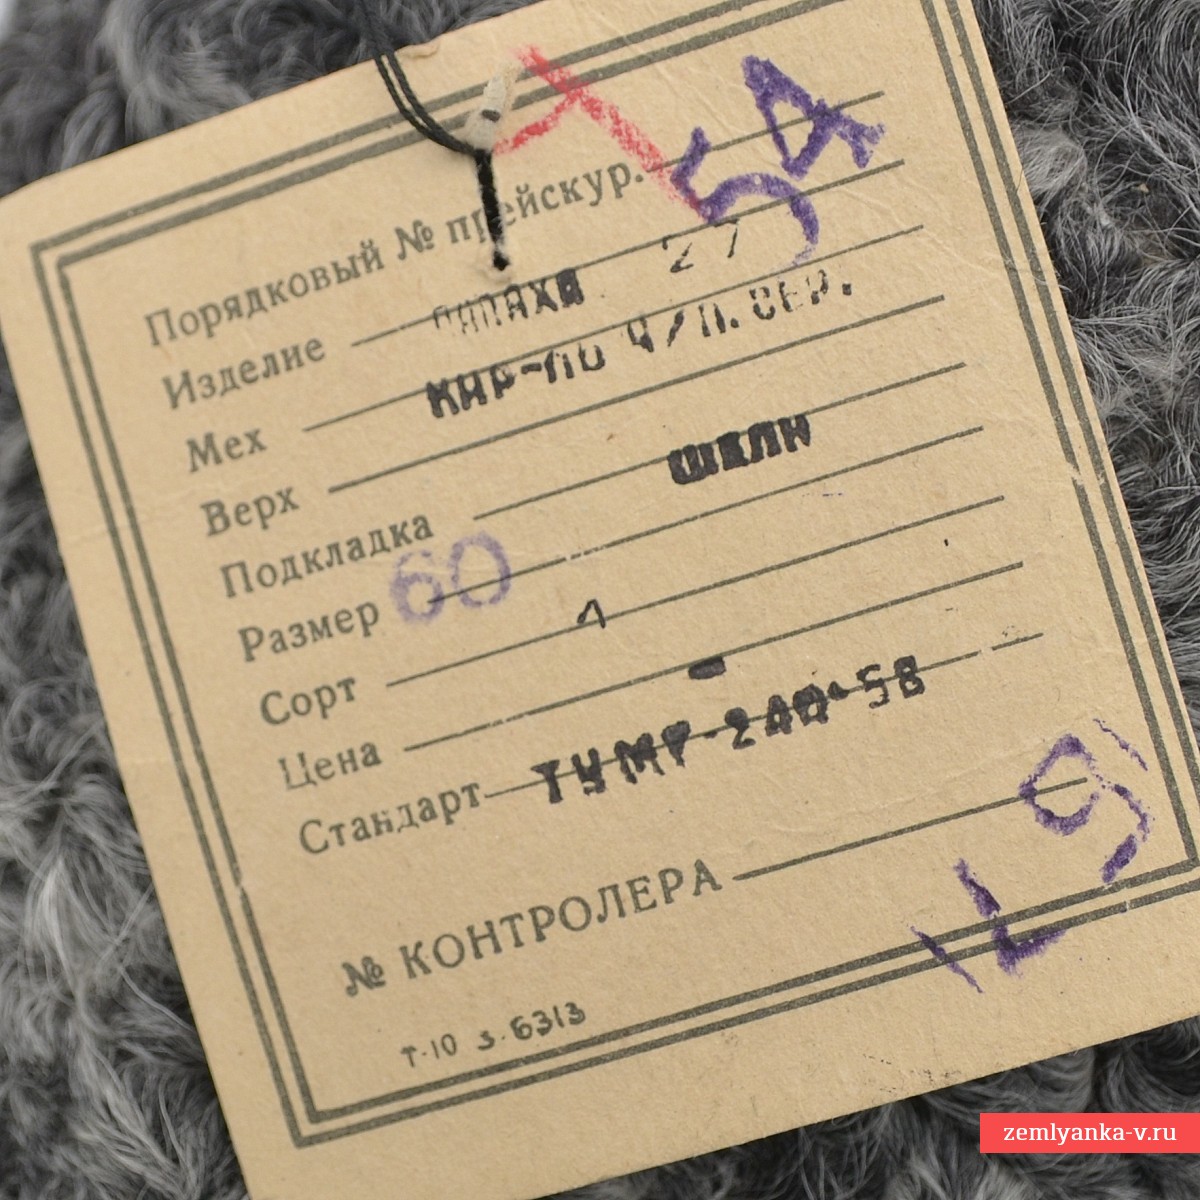 54
Порядковый № прейскур. 27
Изделие папаха
Мех КАР-ЛЬ Ч/П. СЕР.
Верх
Подкладка ШЕЛК
Размер 60
Сорт 1
Цена -
Стандарт ТУМР-240-58
№ КОНТРОЛЕРА
т-10 з. 6313
zemlyanka-v.ru